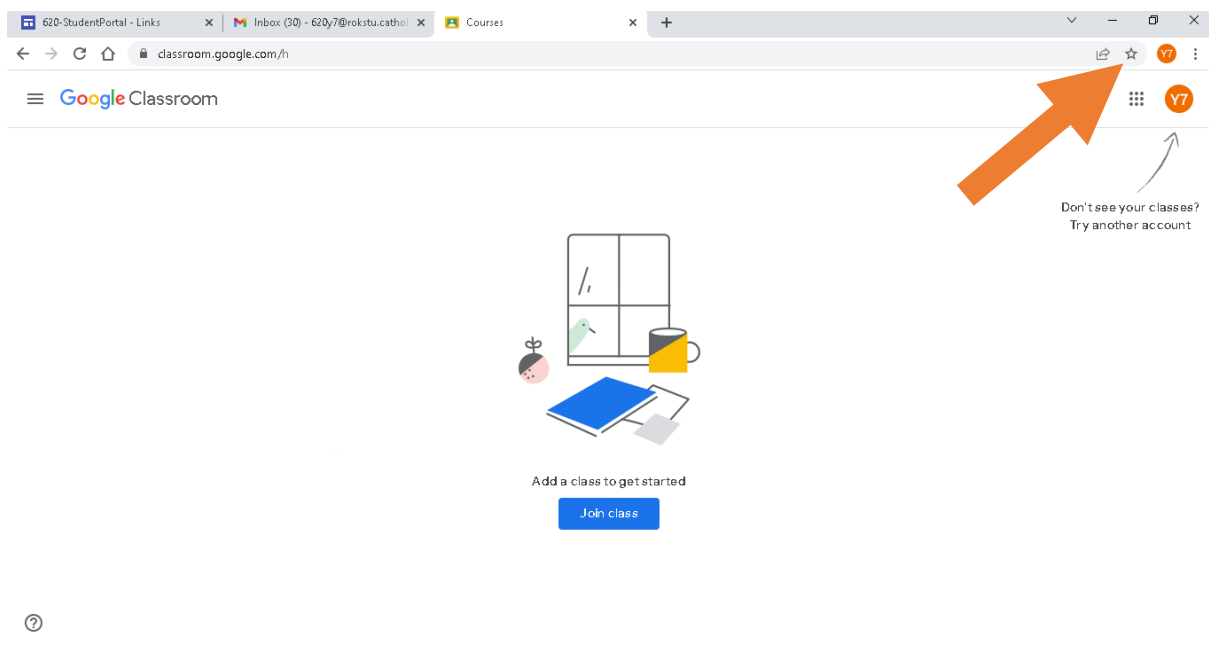 620-StudentPortal - Links
Inbox (30) - 620y7@rokstu.cathol
Courses
classroom.google.com/h
Y7
Google Classroom
Y7
Don't see your classes?
Try another account
Add a class to get started
Join class